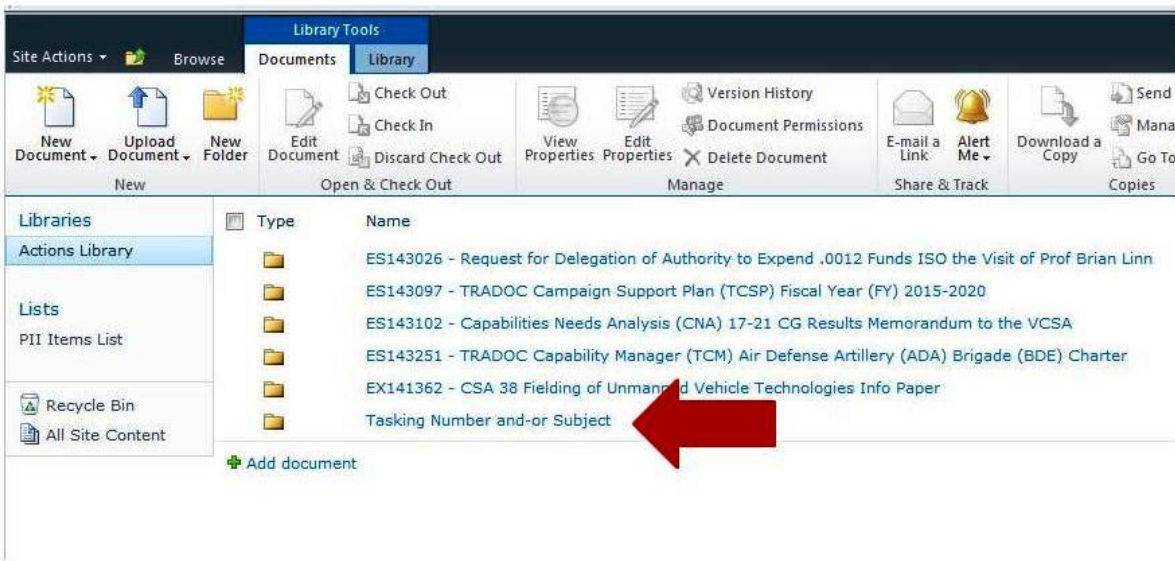 Library Tools
Site Actions Browse Documents Library
New Document
Upload Document
New Folder
New
Edit Document
Check Out
Check In
Discard Check Out
Open & Check Out
View Properties
Edit Properties
Version History
Document Permissions
Delete Document
Manage
E-mail a Link
Alert Me
Share & Track
Download a Copy
Send
Mana
Go To
Copies
Libraries
Actions Library
Lists
PII Items List
Recycle Bin
All Site Content
Type Name
ES143026 - Request for Delegation of Authority to Expend .0012 Funds ISO the Visit of Prof Brian Linn
ES143097 - TRADOC Campaign Support Plan (TCSP) Fiscal Year (FY) 2015-2020
ES143102 - Capabilities Needs Analysis (CNA) 17-21 CG Results Memorandum to the VCSA
ES143251 - TRADOC Capability Manager (TCM) Air Defense Artillery (ADA) Brigade (BDE) Charter
EX141362 - CSA 38 Fielding of Unmanned Vehicle Technologies Info Paper
Tasking Number and-or Subject
Add document